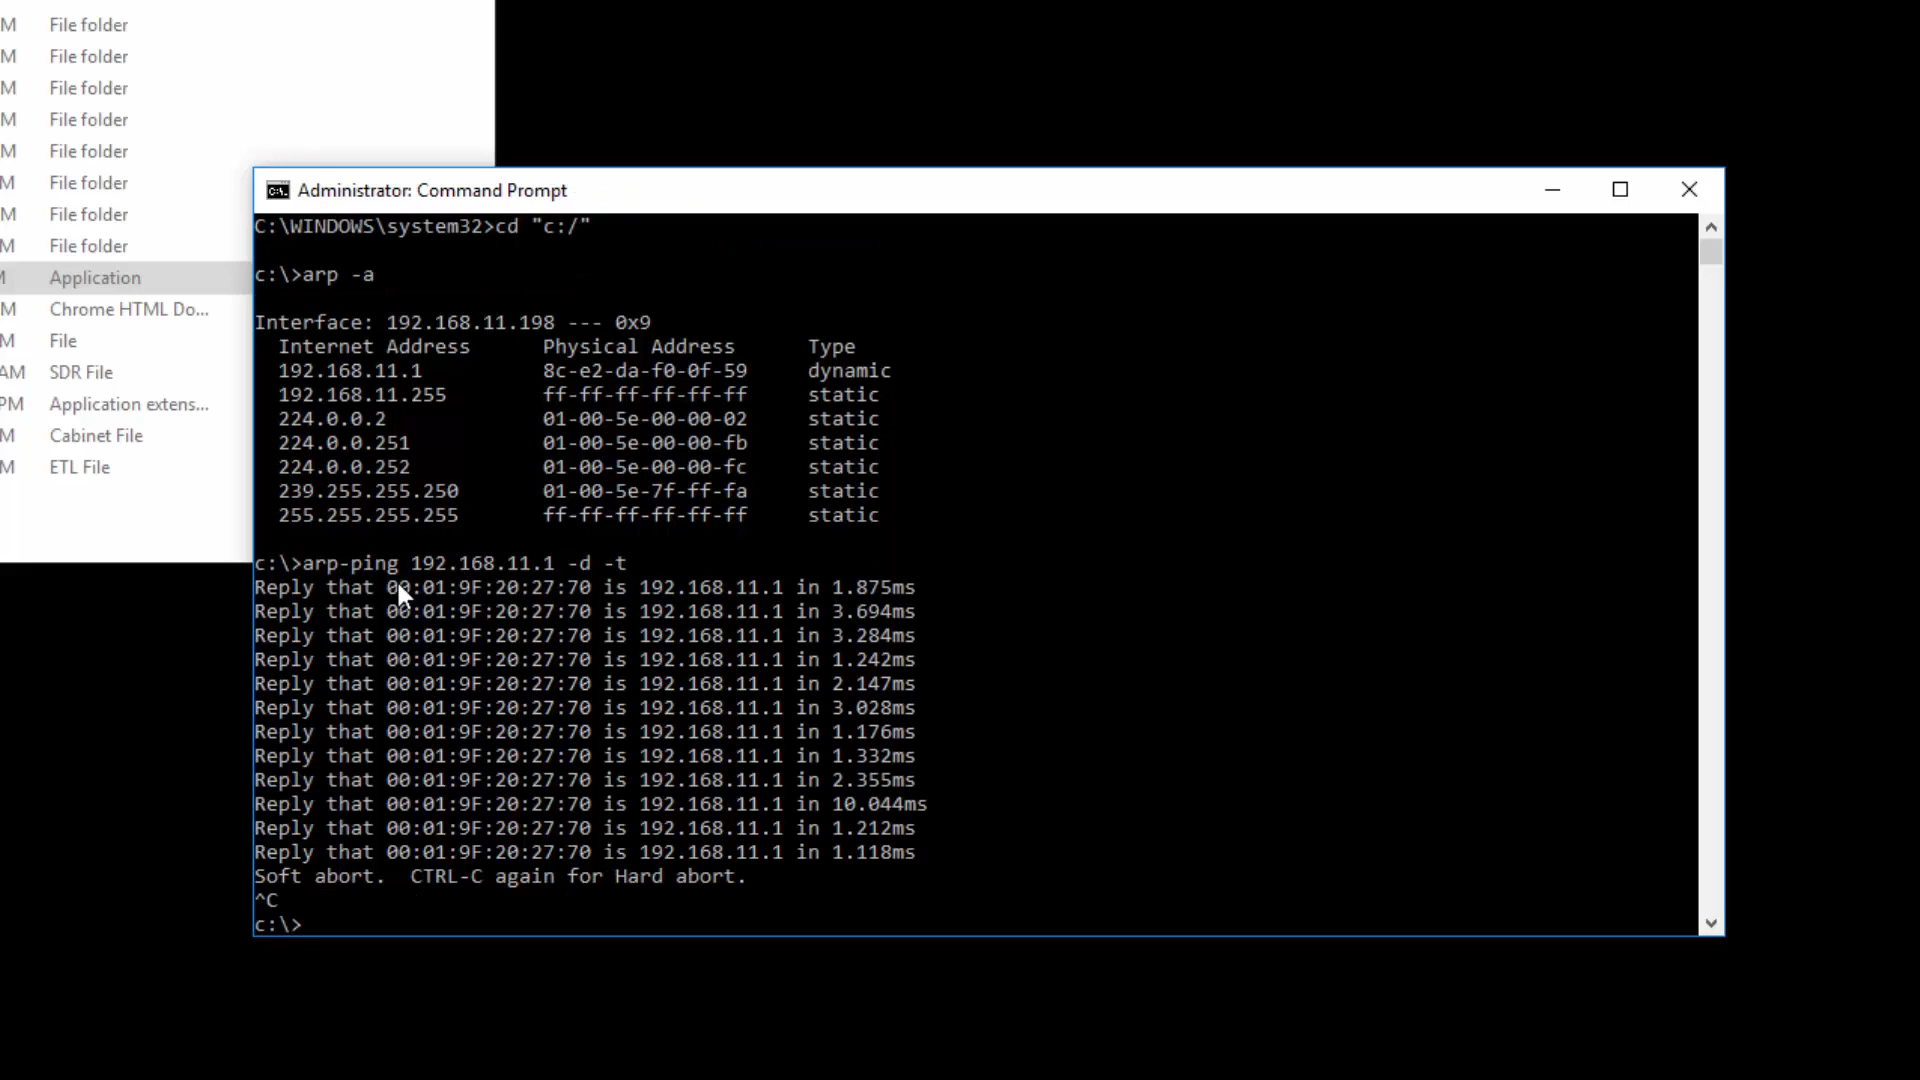 M File folder
M File folder
M File folder
M File folder
M File folder
M File folder
M File folder
M File folder
Application
M Chrome HTML Do...
M File
AM SDR File
PM Application extens...
M Cabinet File
M ETL File
Administrator: Command Prompt
C:\WINDOWS\system32>cd "c:/"
c:\>arp -a
Interface: 192.168.11.198 --- 0x9
Internet Address Physical Address Type
192.168.11.1 8c-e2-da-f0-0f-59 dynamic
192.168.11.255 ff-ff-ff-ff-ff-ff static
224.0.0.2 01-00-5e-00-00-02 static
224.0.0.251 01-00-5e-00-00-fb static
224.0.0.252 01-00-5e-00-00-fc static
239.255.255.250 01-00-5e-7f-ff-fa static
255.255.255.255 ff-ff-ff-ff-ff-ff static
c:\>arp-ping 192.168.11.1 -d -t
Reply that 00:01:9F:20:27:70 is 192.168.11.1 in 1.875ms
Reply that 00:01:9F:20:27:70 is 192.168.11.1 in 3.694ms
Reply that 00:01:9F:20:27:70 is 192.168.11.1 in 3.284ms
Reply that 00:01:9F:20:27:70 is 192.168.11.1 in 1.242ms
Reply that 00:01:9F:20:27:70 is 192.168.11.1 in 2.147ms
Reply that 00:01:9F:20:27:70 is 192.168.11.1 in 3.028ms
Reply that 00:01:9F:20:27:70 is 192.168.11.1 in 1.176ms
Reply that 00:01:9F:20:27:70 is 192.168.11.1 in 1.332ms
Reply that 00:01:9F:20:27:70 is 192.168.11.1 in 2.355ms
Reply that 00:01:9F:20:27:70 is 192.168.11.1 in 10.044ms
Reply that 00:01:9F:20:27:70 is 192.168.11.1 in 1.212ms
Reply that 00:01:9F:20:27:70 is 192.168.11.1 in 1.118ms
Soft abort. CTRL-C again for Hard abort.
^C
c:\>